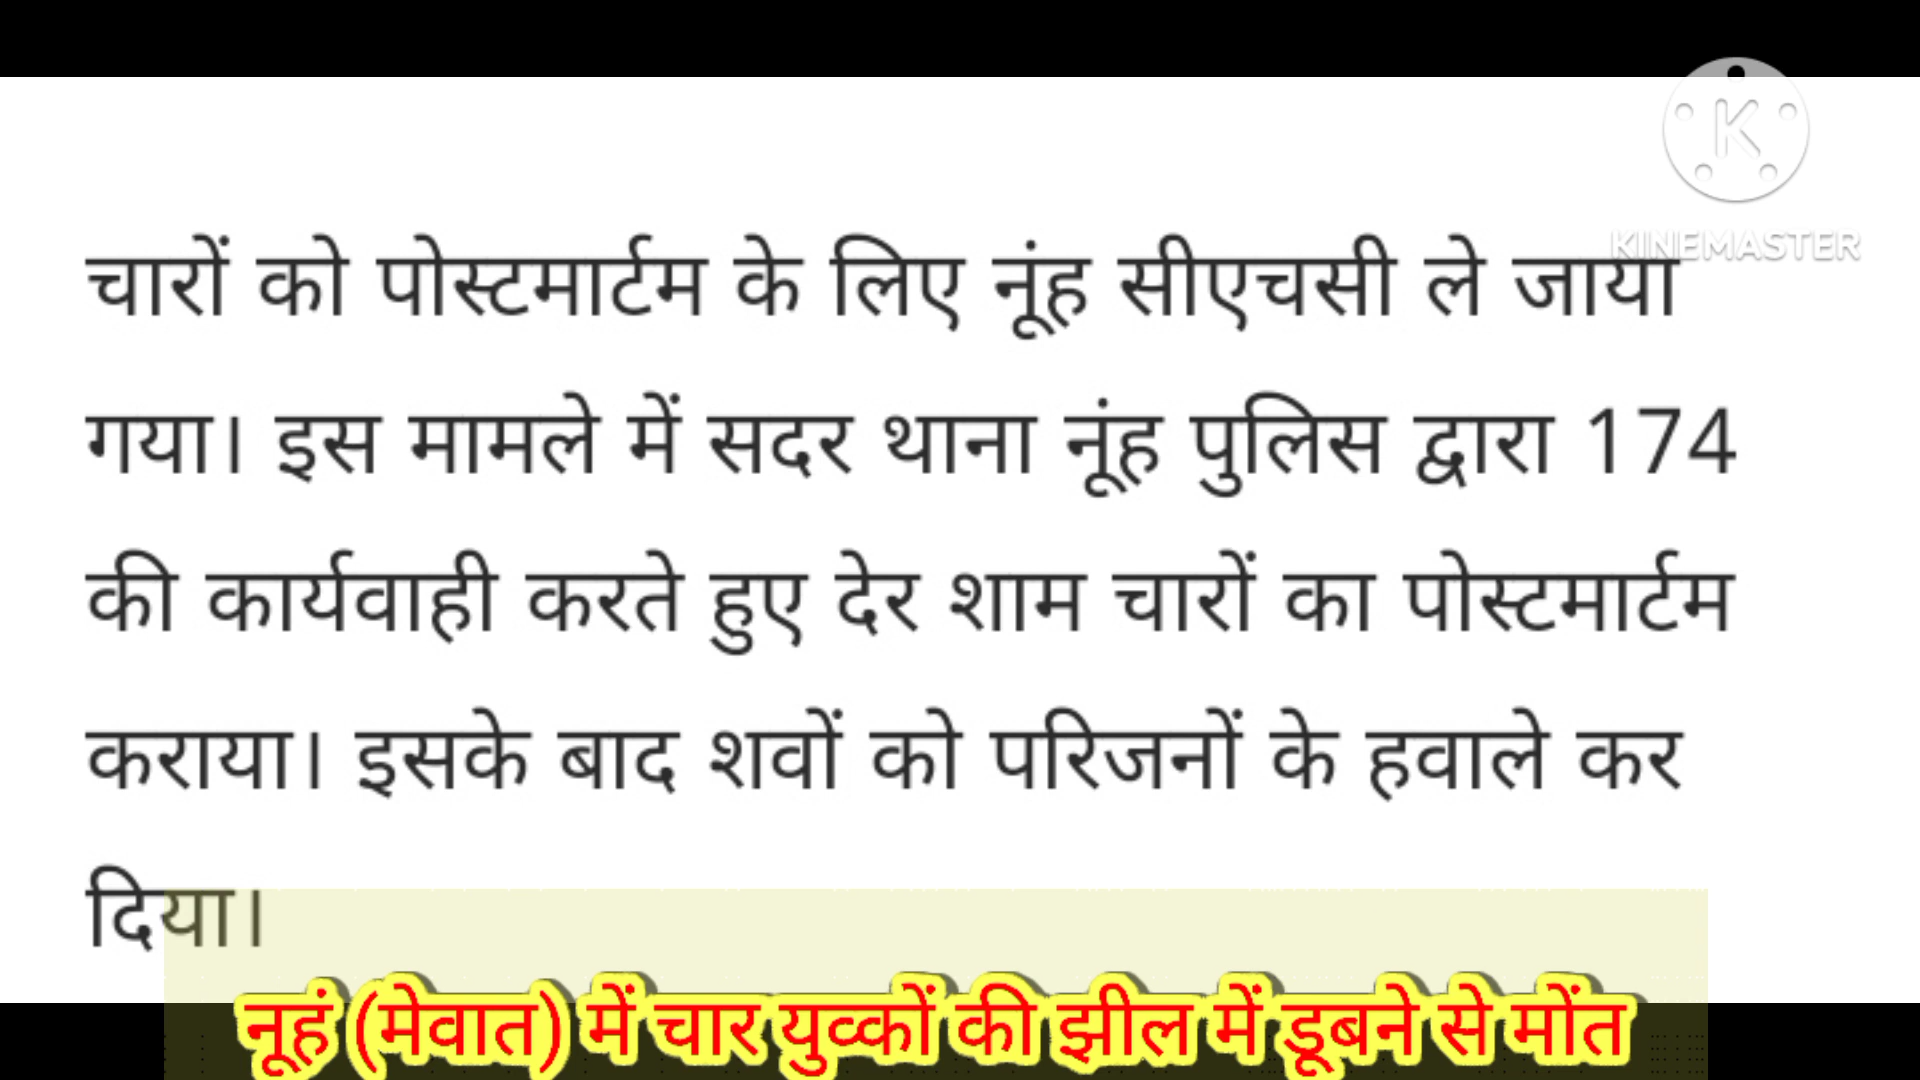 KINEMASTER
चारों को पोस्टमार्टम के लिए नूंह सीएचसी ले जाया
गया। इस मामले में सदर थाना नूंह पुलिस द्वारा 174
की कार्यवाही करते हुए देर शाम चारों का पोस्टमार्टम
कराया। इसके बाद शवों को परिजनों के हवाले कर
दिया।
नूहं (मेवात) में चार युव्कों की झील में डूबने से मोंत